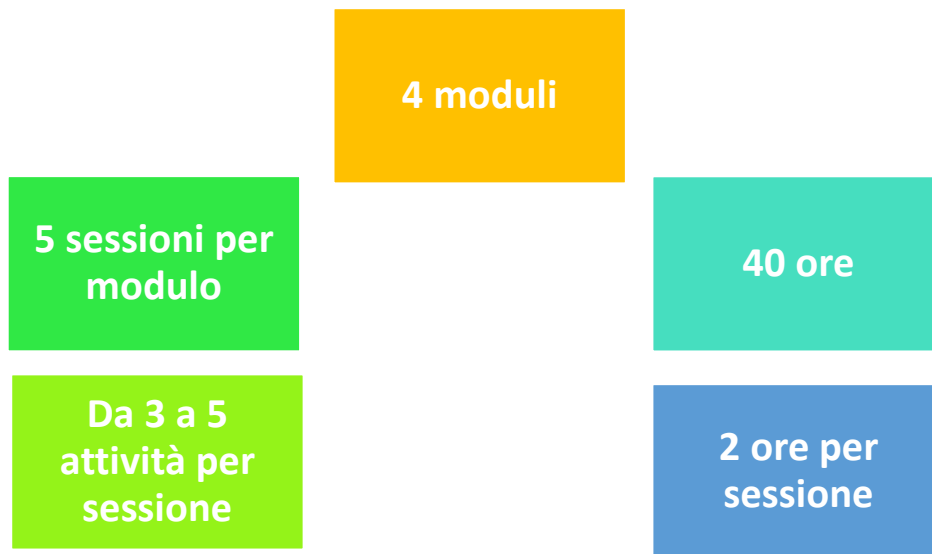 4 moduli
5 sessioni per
modulo
40 ore
Da 3 a 5
attività per
sessione
2 ore per
sessione